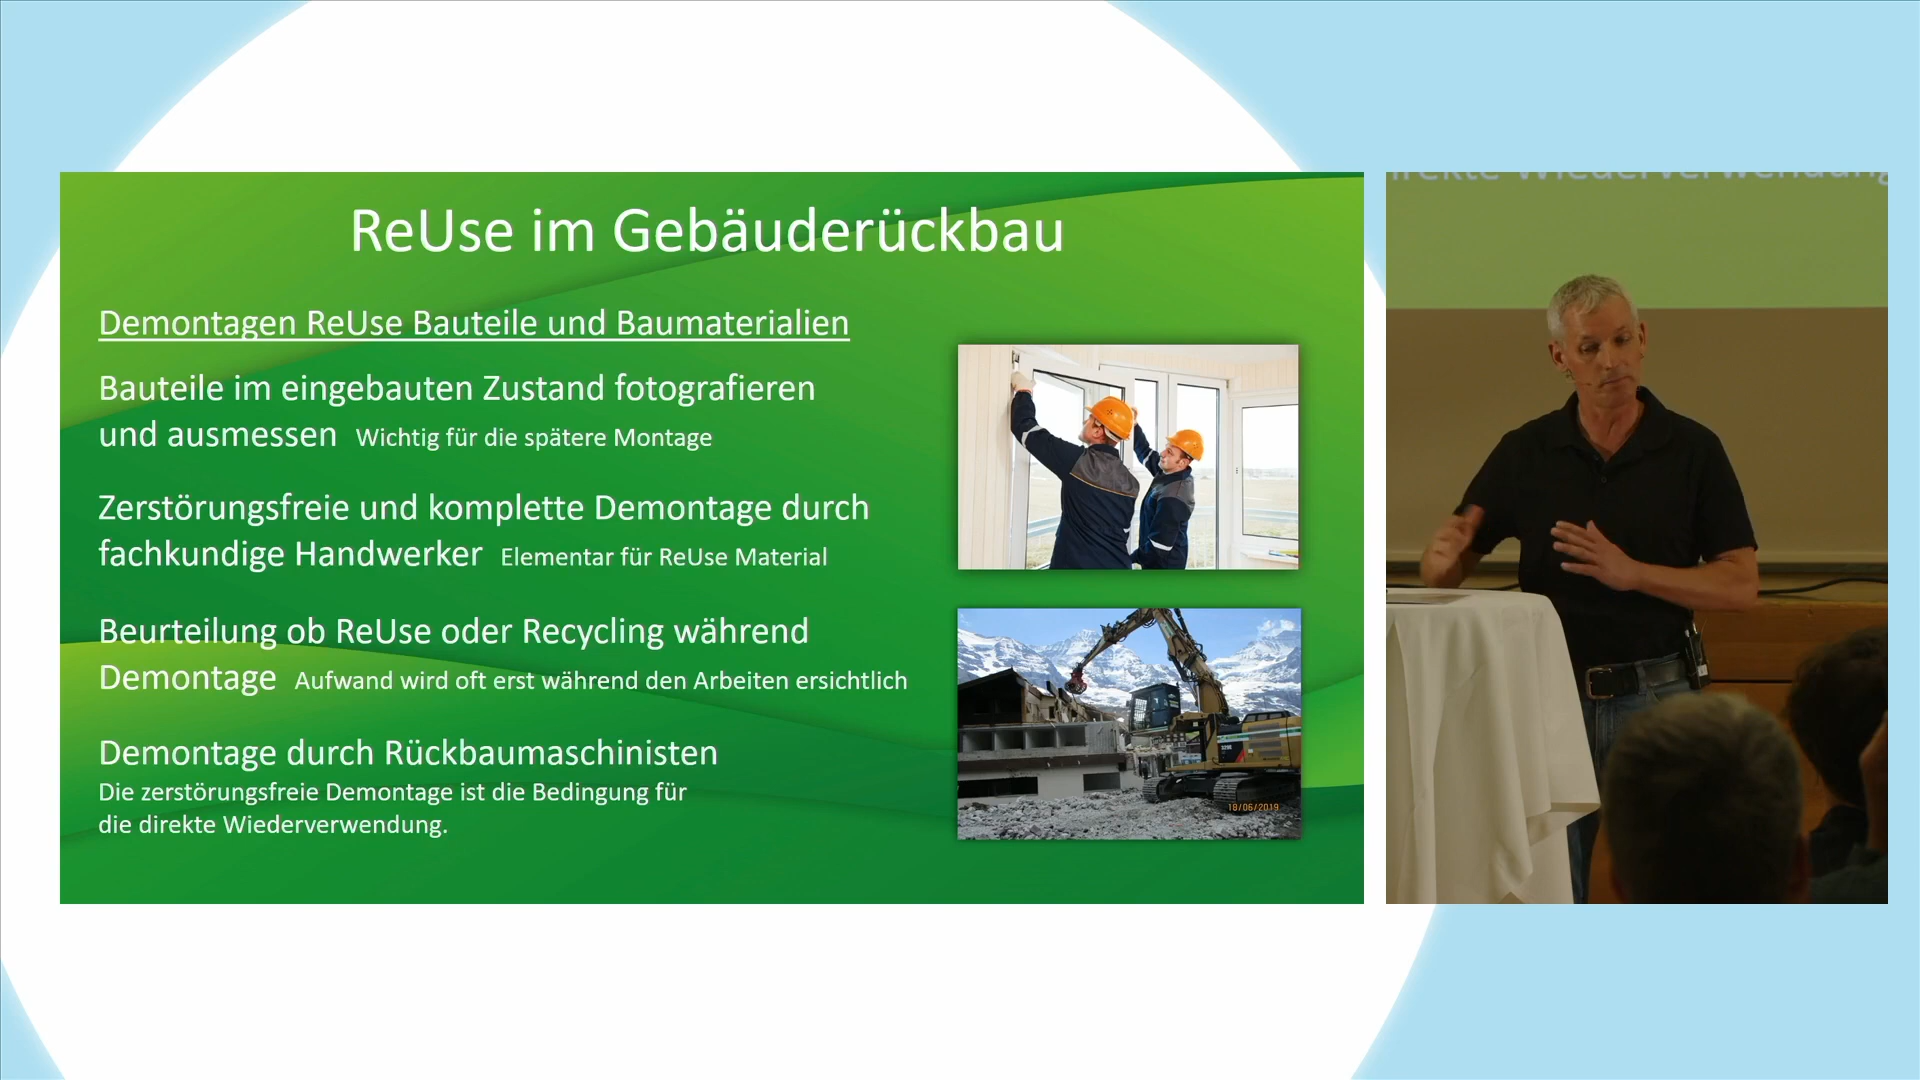 ReUse im Gebäuderückbau
Demontagen ReUse Bauteile und Baumaterialien
Bauteile im eingebauten Zustand fotografieren
und ausmessen Wichtig für die spätere Montage
Zerstörungsfreie und komplette Demontage durch
fachkundige Handwerker Elementar für ReUse Material
Beurteilung ob ReUse oder Recycling während
Demontage Aufwand wird oft erst während den Arbeiten ersichtlich
Demontage durch Rückbaumaschinisten
Die zerstörungsfreie Demontage ist die Bedingung für
die direkte Wiederverwendung.
18/06/2019
direkte Wiederverwendung